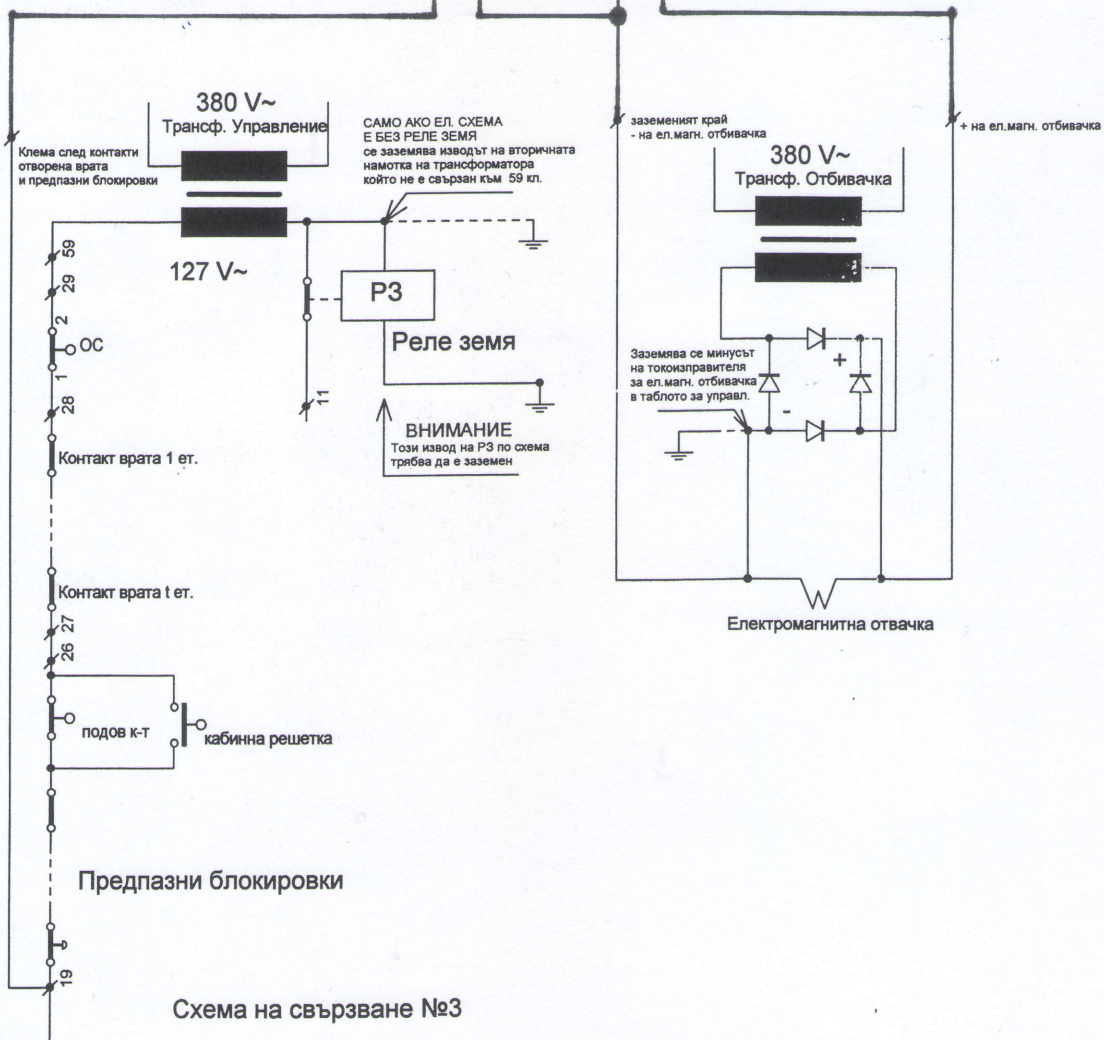 380 V~
Трансф. Управление
Клема след контакти
отворена врата
и предпазни блокировки
САМО АКО ЕЛ. СХЕМА
Е БЕЗ РЕЛЕ ЗЕМЯ
се заземява изводът на вторичната
намотка на трансформатора
който не е свързан към 59 кл.
127 V~
РЗ
Реле земя
59
29
2
ОС
1
28
11
ВНИМАНИЕ
Този извод на РЗ по схема
трябва да е заземен
Контакт врата 1 ет.
Контакт врата t ет.
27
26
подов к-т
кабинна решетка
Предпазни блокировки
19
Схема на свързване №3
заземеният край
- на ел.магн. отбивачка
+ на ел.магн. отбивачка
380 V~
Трансф. Отбивачка
Заземява се минусът
на токоизправителя
за ел.магн. отбивачка
в таблото за управл.
+
-
Електромагнитна отвачка